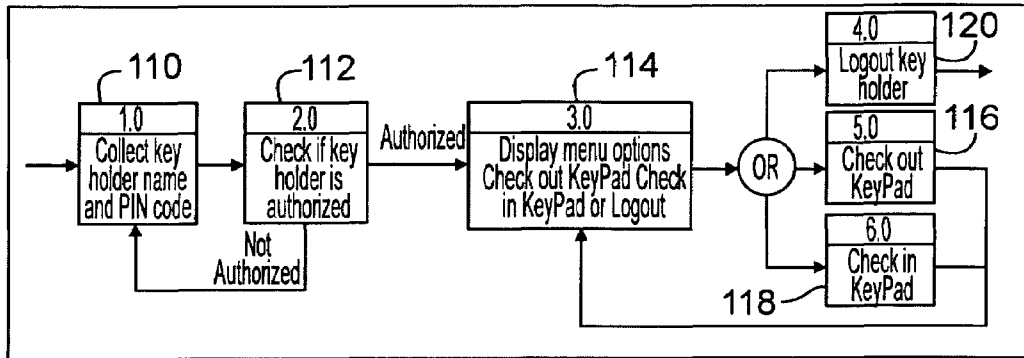 110
1.0
Collect key
holder name
and PIN code
112
2.0
Check if key
holder is
authorized
Not
Authorized
Authorized
114
3.0
Display menu options
Check out KeyPad Check
in KeyPad or Logout
OR
4.0
Logout key
holder
120
5.0
Check out
KeyPad
116
6.0
Check in
KeyPad
118